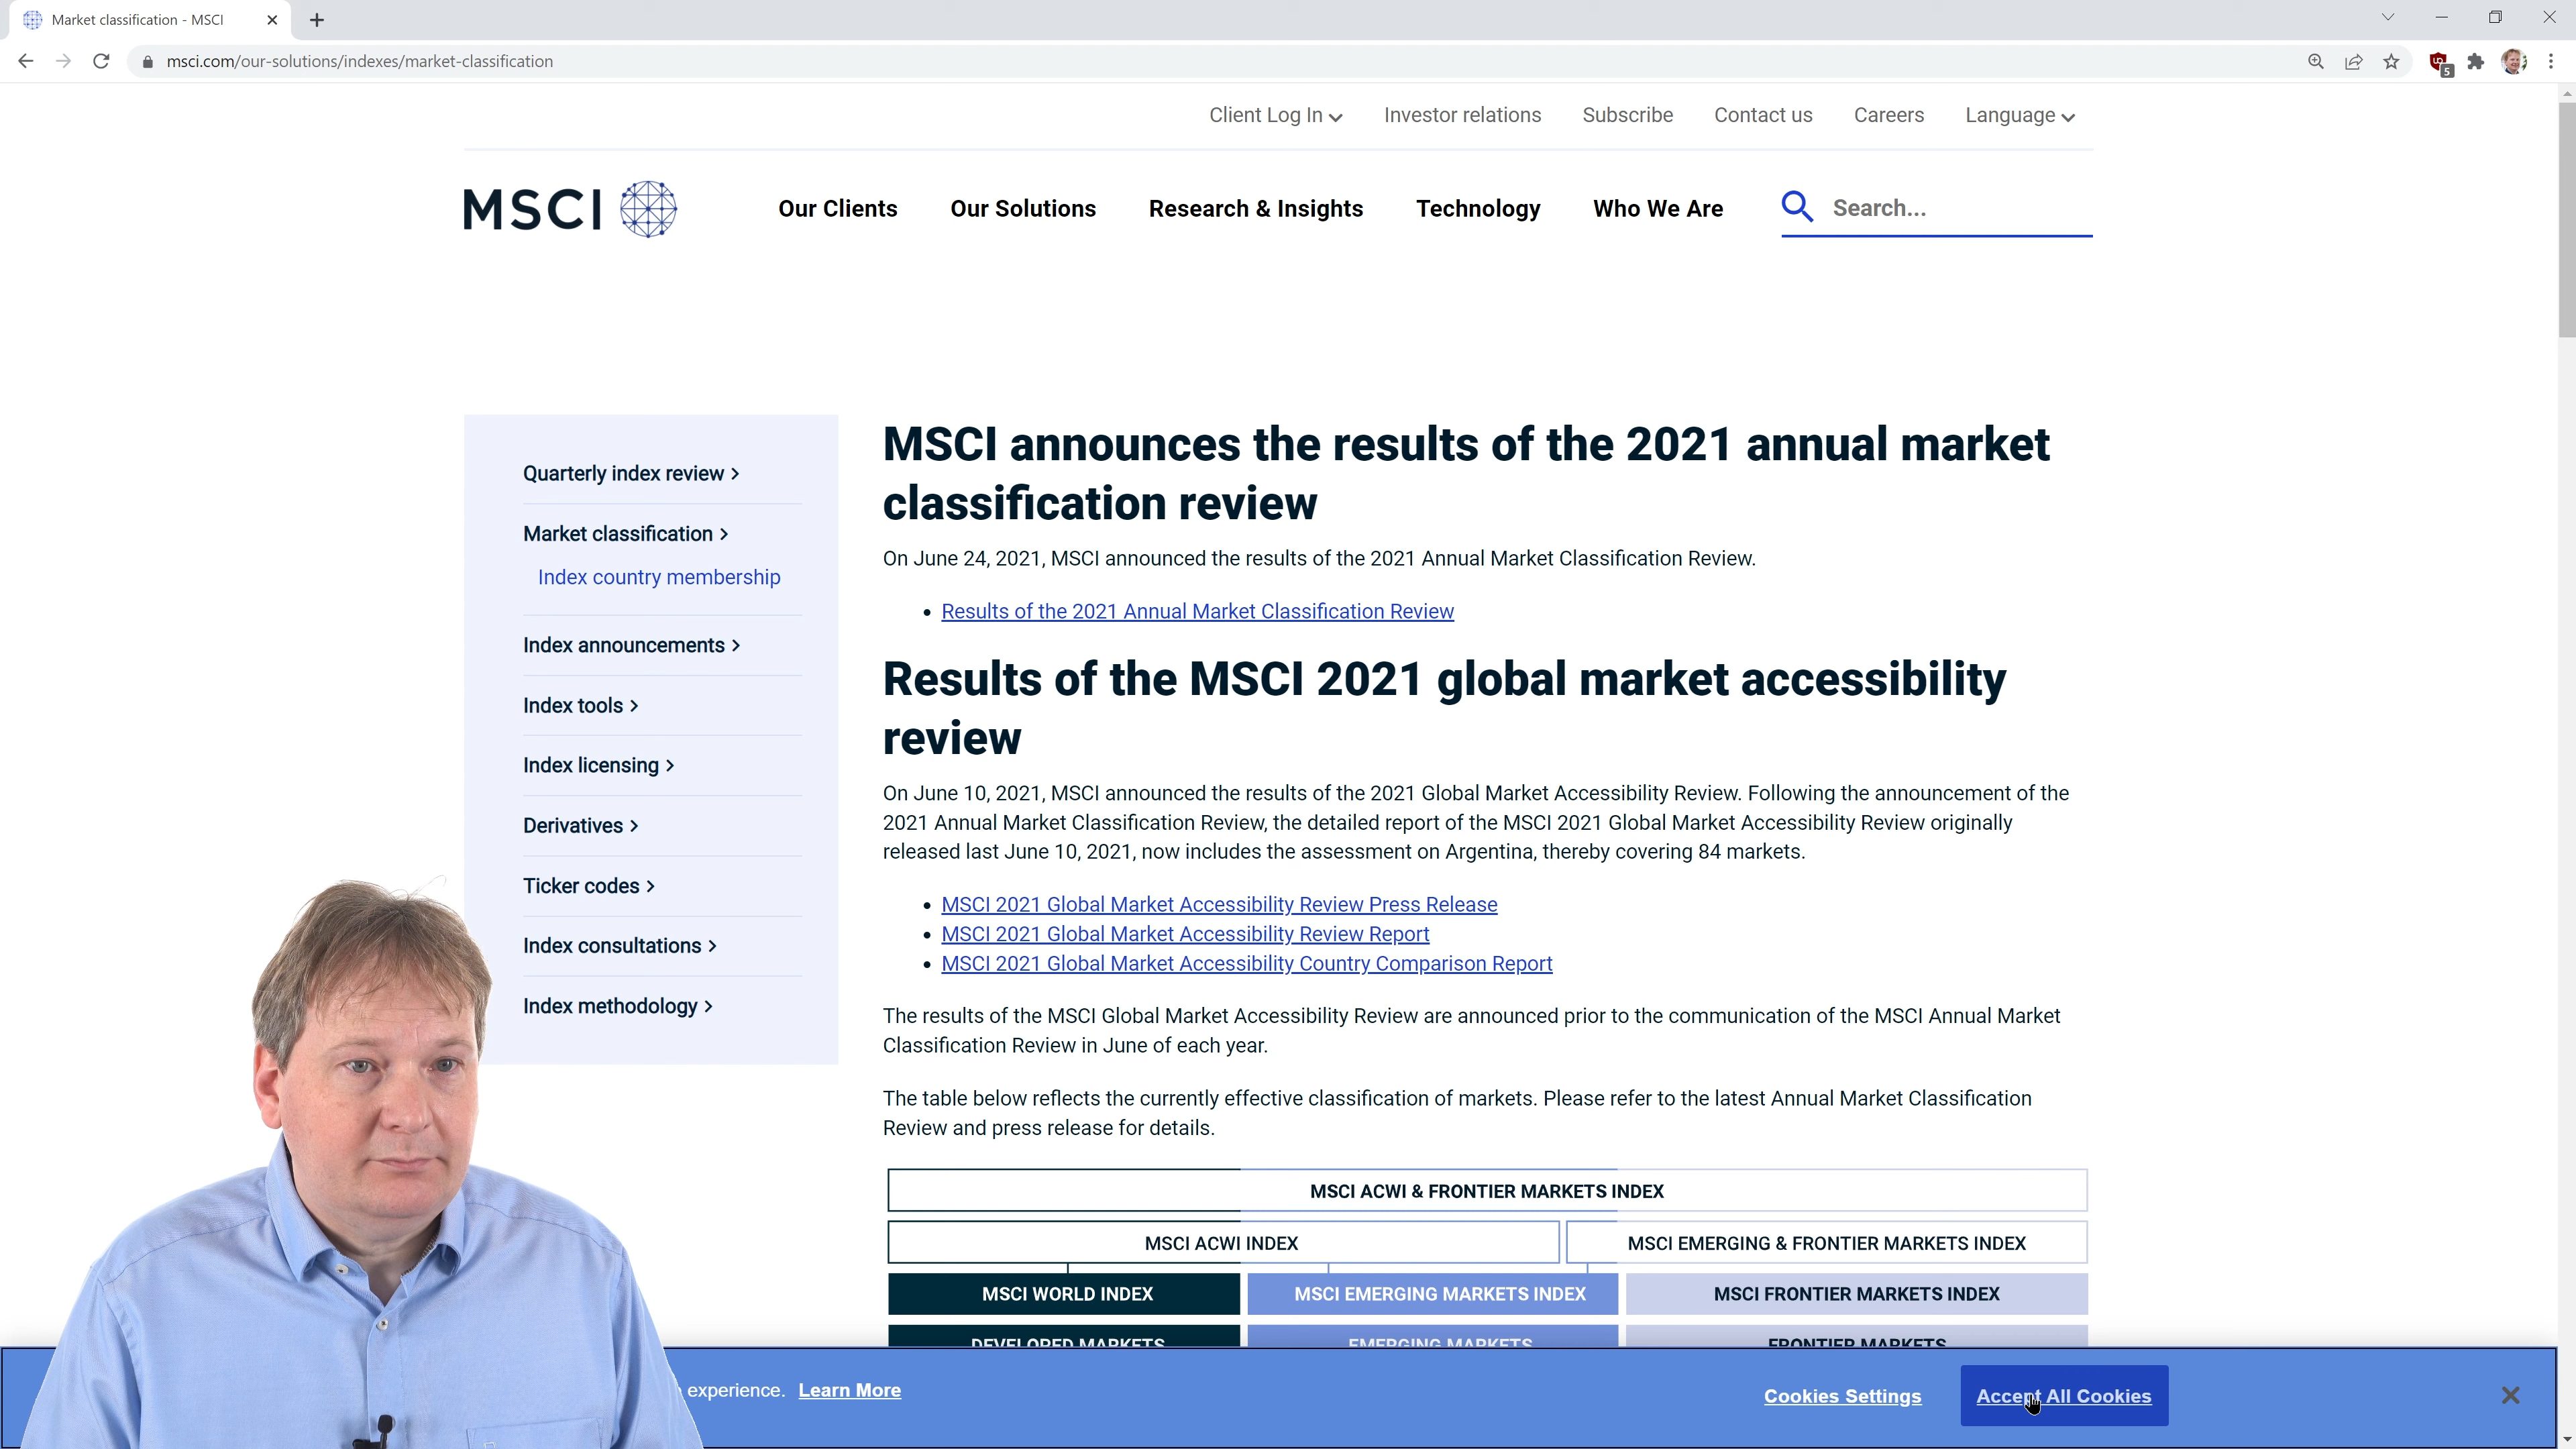 Market classification - MSCI
msci.com/our-solutions/indexes/market-classification
5
Client Log In
Investor relations
Subscribe
Contact us
Careers
Language
MSCI
Our Clients
Our Solutions
Research & Insights
Technology
Who We Are
Search...
Quarterly index review
Market classification
Index country membership
Index announcements
Index tools
Index licensing
Derivatives
Ticker codes
Index consultations
Index methodology
MSCI announces the results of the 2021 annual market
classification review
On June 24, 2021, MSCI announced the results of the 2021 Annual Market Classification Review.
Results of the 2021 Annual Market Classification Review
Results of the MSCI 2021 global market accessibility
review
On June 10, 2021, MSCI announced the results of the 2021 Global Market Accessibility Review. Following the announcement of the
2021 Annual Market Classification Review, the detailed report of the MSCI 2021 Global Market Accessibility Review originally
released last June 10, 2021, now includes the assessment on Argentina, thereby covering 84 markets.
MSCI 2021 Global Market Accessibility Review Press Release
MSCI 2021 Global Market Accessibility Review Report
MSCI 2021 Global Market Accessibility Country Comparison Report
The results of the MSCI Global Market Accessibility Review are announced prior to the communication of the MSCI Annual Market
Classification Review in June of each year.
The table below reflects the currently effective classification of markets. Please refer to the latest Annual Market Classification
Review and press release for details.
MSCI ACWI & FRONTIER MARKETS INDEX
MSCI ACWI INDEX
MSCI EMERGING & FRONTIER MARKETS INDEX
MSCI WORLD INDEX
MSCI EMERGING MARKETS INDEX
MSCI FRONTIER MARKETS INDEX
DEVELOPED MARKETS
EMERGING MARKETS
FRONTIER MARKETS
experience. Learn More
Cookies Settings
Accept All Cookies